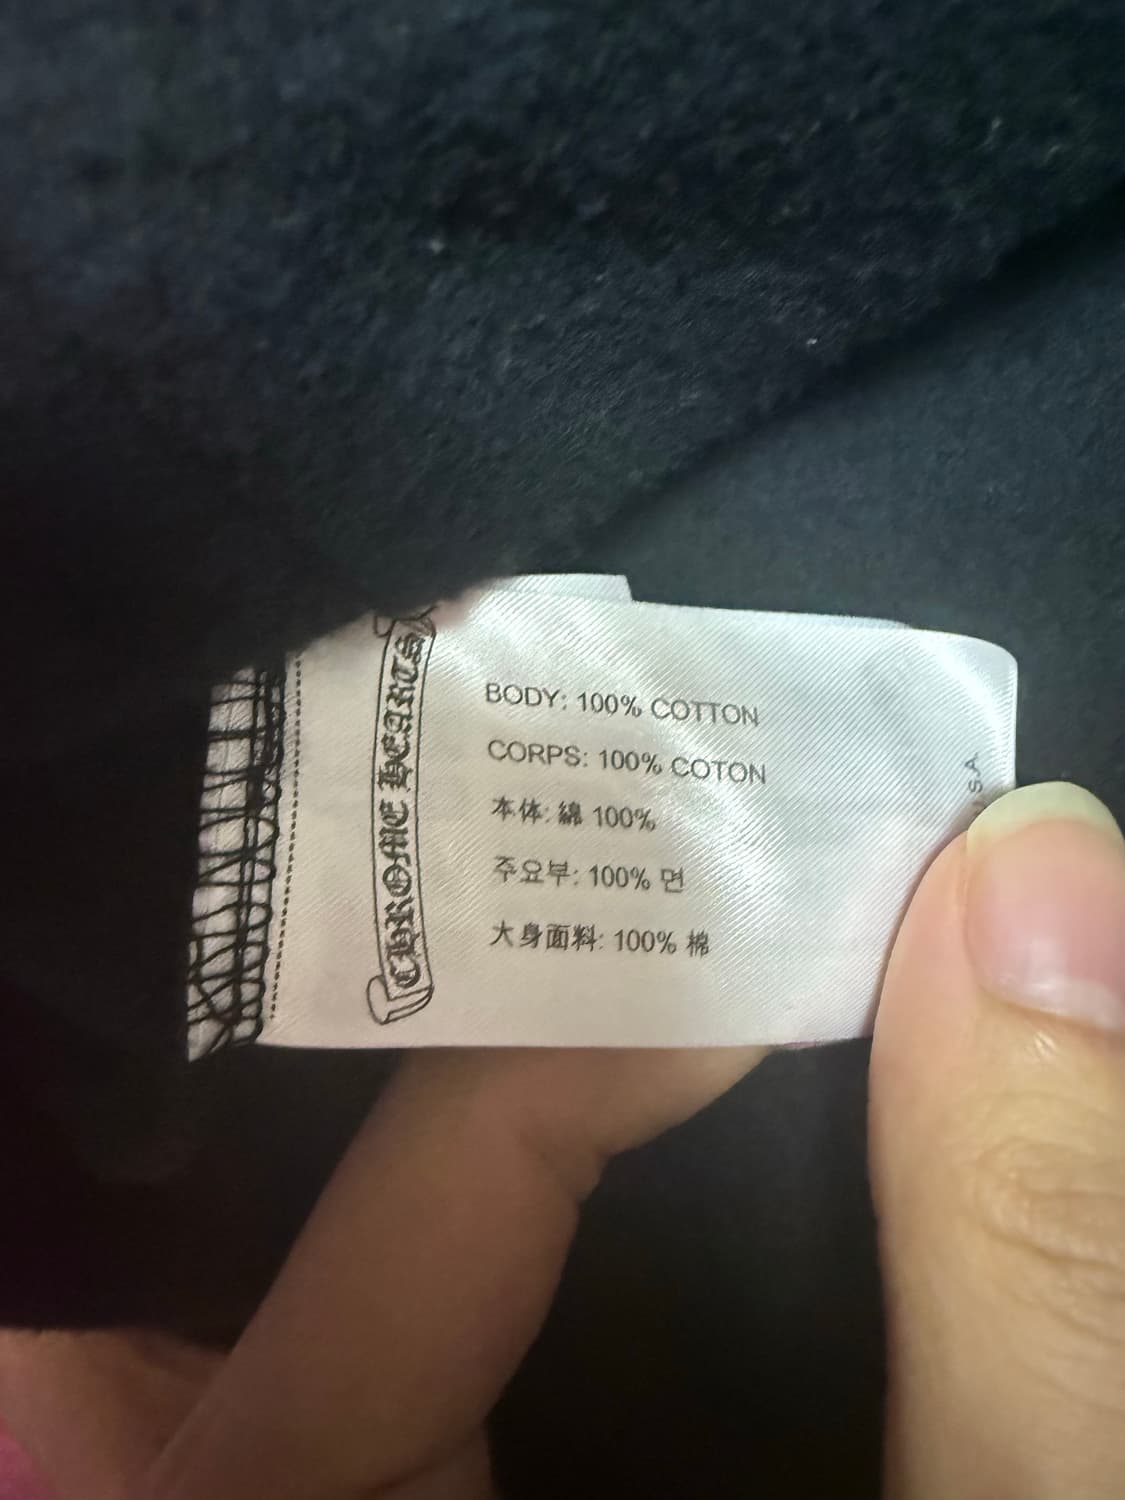 CHROME HEARTS
BODY: 100% COTTON
CORPS: 100% COTON
本体: 綿 100%
주요부: 100% 면
大身面料: 100% 棉